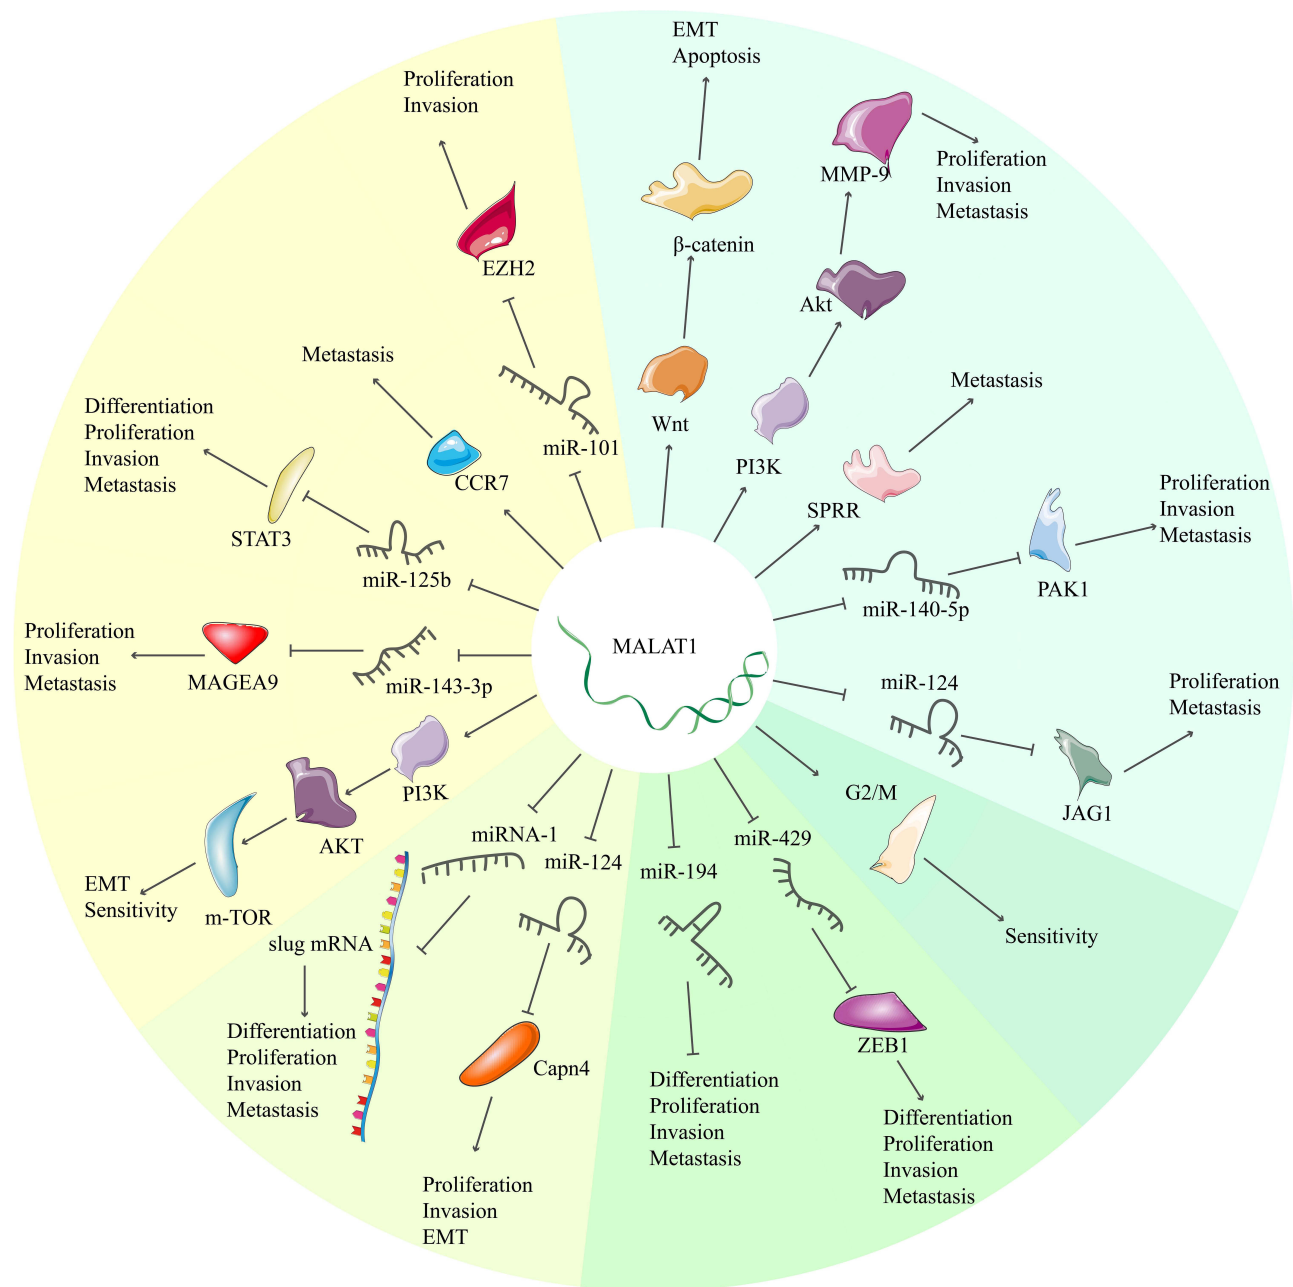 EMT
Apoptosis
β-catenin
Wnt
MMP-9
Proliferation
Invasion
Metastasis
Akt
PI3K
Metastasis
SPRR
Proliferation
Invasion
Metastasis
PAK1
miR-140-5p
miR-124
Proliferation
Metastasis
JAG1
G2/M
Sensitivity
miR-429
ZEB1
Differentiation
Proliferation
Invasion
Metastasis
miR-194
Differentiation
Proliferation
Invasion
Metastasis
miR-124
Capn4
Proliferation
Invasion
EMT
miRNA-1
slug mRNA
Differentiation
Proliferation
Invasion
Metastasis
PI3K
AKT
m-TOR
EMT
Sensitivity
miR-143-3p
MAGEA9
Proliferation
Invasion
Metastasis
miR-125b
STAT3
Differentiation
Proliferation
Invasion
Metastasis
CCR7
Metastasis
miR-101
EZH2
Proliferation
Invasion
MALAT1